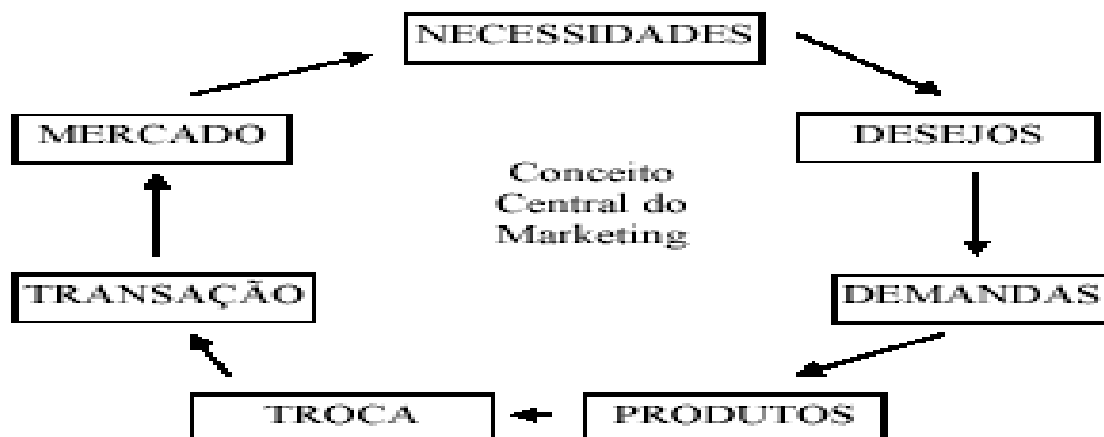 NECESSIDADES
MERCADO
DESEJOS
Conceito
Central do
Marketing
TRANSAÇÃO
DEMANDAS
TROCA
PRODUTOS